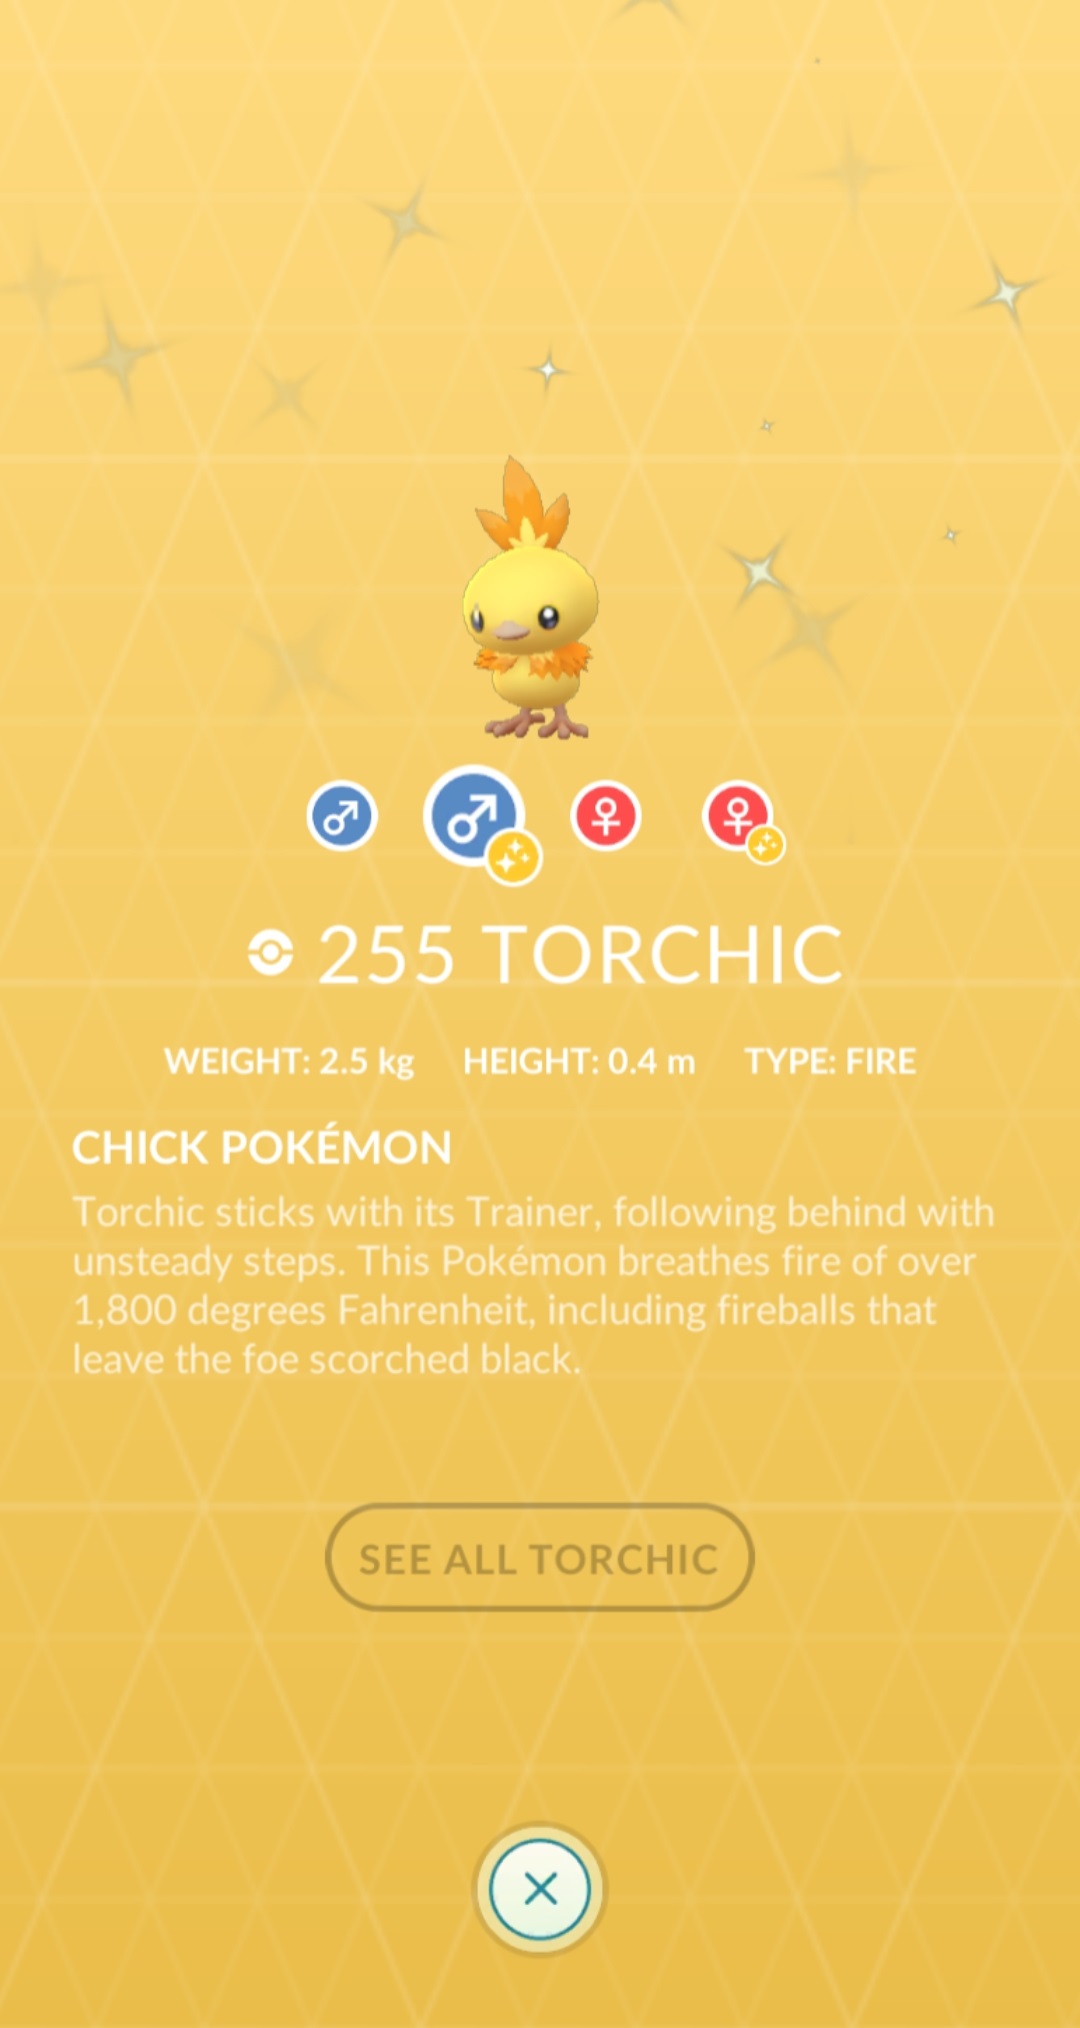 255 TORCHIC
WEIGHT: 2.5 kg HEIGHT: 0.4 m TYPE: FIRE
CHICK POKÉMON
Torchic sticks with its Trainer, following behind with
unsteady steps. This Pokémon breathes fire of over
1,800 degrees Fahrenheit, including fireballs that
leave the foe scorched black.
SEE ALL TORCHIC